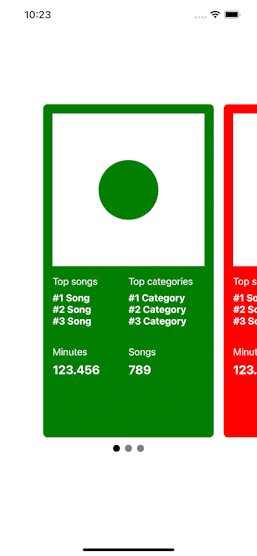 10:23
Top songs
#1 Song
#2 Song
#3 Song
Top categories
#1 Category
#2 Category
#3 Category
Minutes
123.456
Songs
789
Top s
#1 So
#2 So
#3 So
Minut
123.